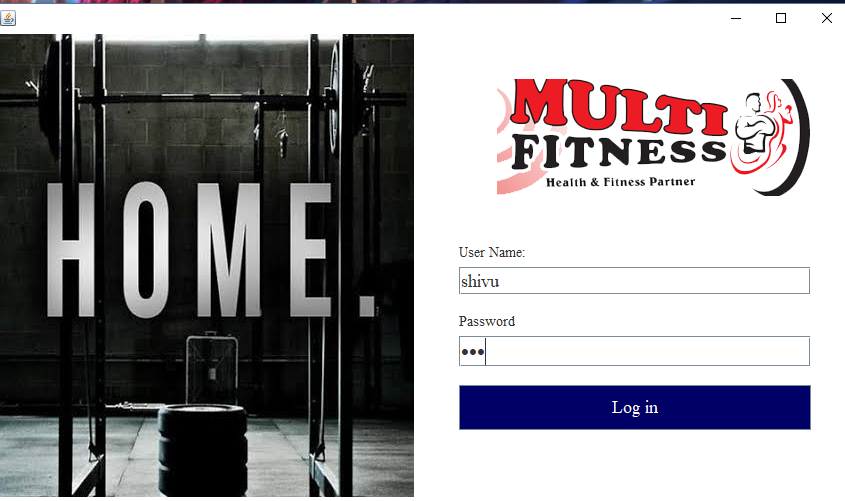 HOME.
MULTI
FITNESS
Health & Fitness Partner
User Name:
shivu
Password
•••
Log in